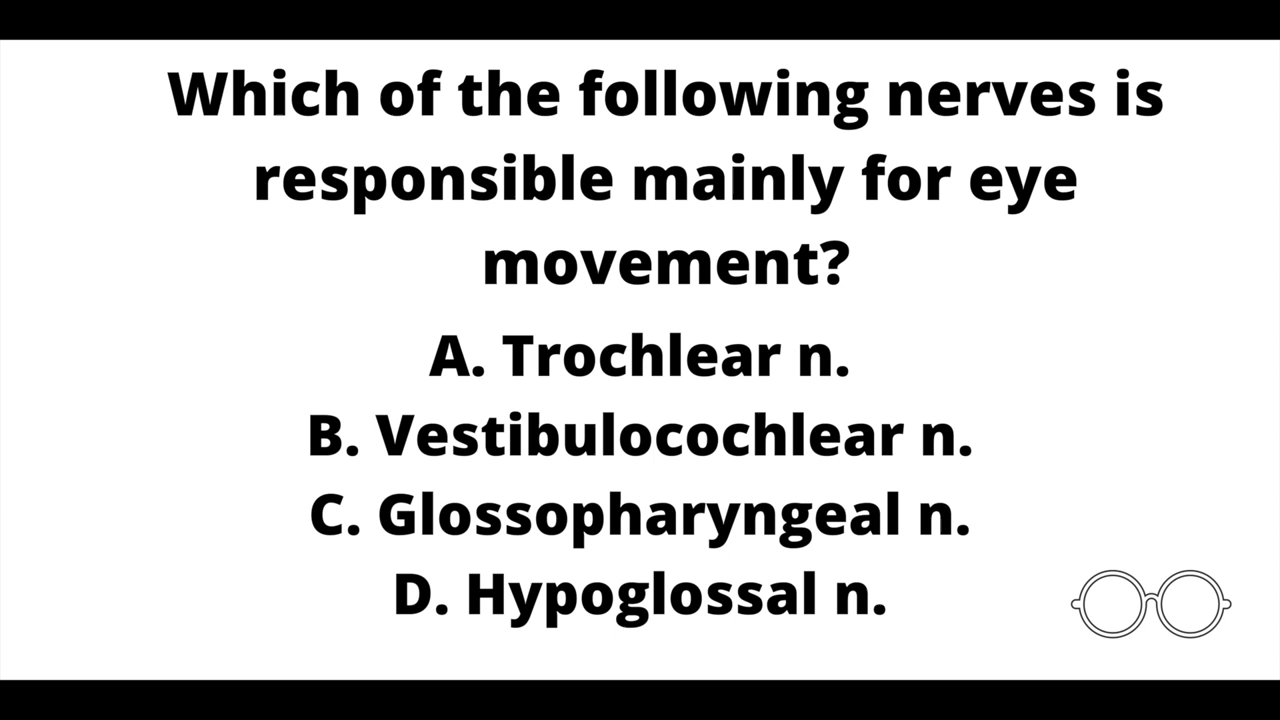 Which of the following nerves is
responsible mainly for eye
movement?
A. Trochlear n.
B. Vestibulocochlear n.
C. Glossopharyngeal n.
D. Hypoglossal n.